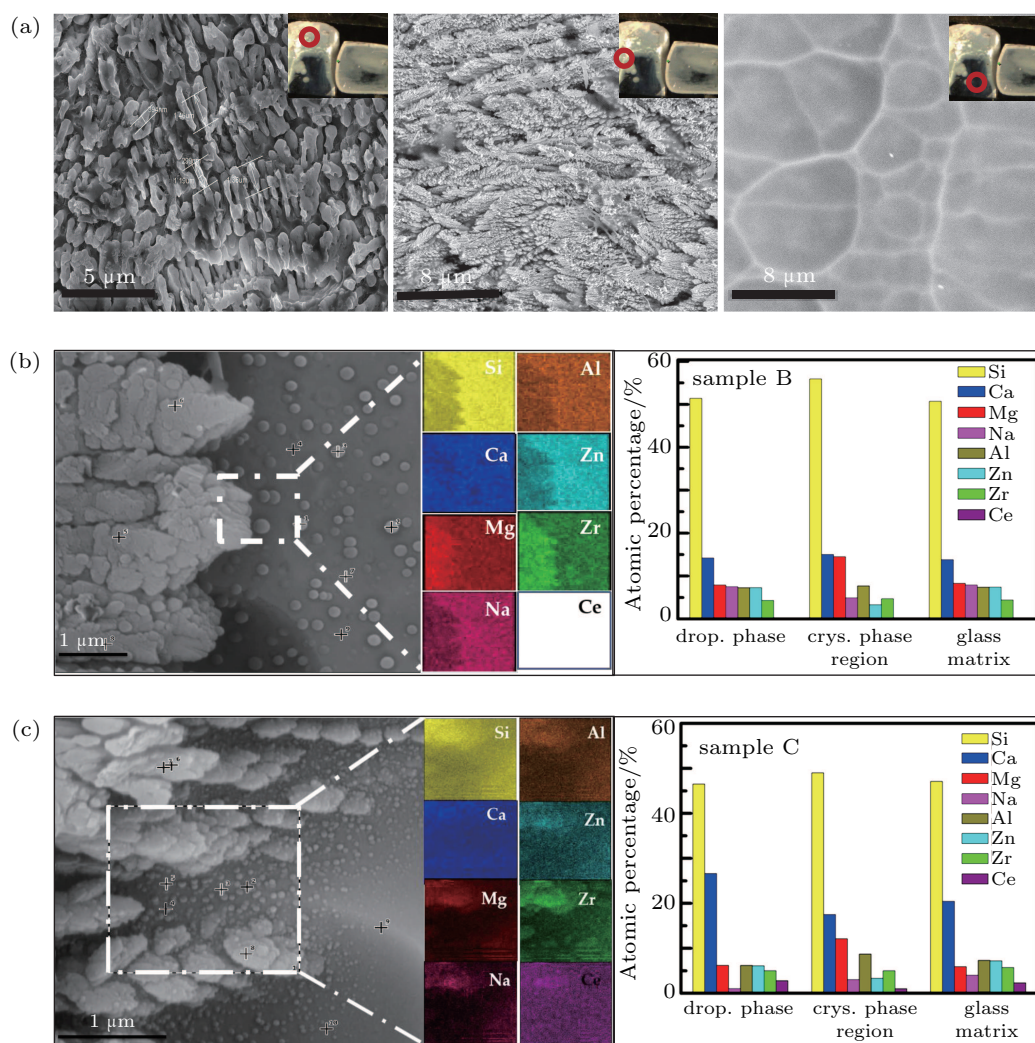 (a)
5 µm
8 µm
8 µm
(b)
1 µm
Si
Al
Ca
Zn
Mg
Zr
Na
Ce
Atomic percentage/%
60
40
20
0
sample B
Si
Ca
Mg
Na
Al
Zn
Zr
Ce
drop. phase
crys. phase
region
glass
matrix
(c)
1 µm
Si
Al
Ca
Zn
Mg
Zr
Na
Ce
Atomic percentage/%
60
40
20
0
sample C
Si
Ca
Mg
Na
Al
Zn
Zr
Ce
drop. phase
crys. phase
region
glass
matrix